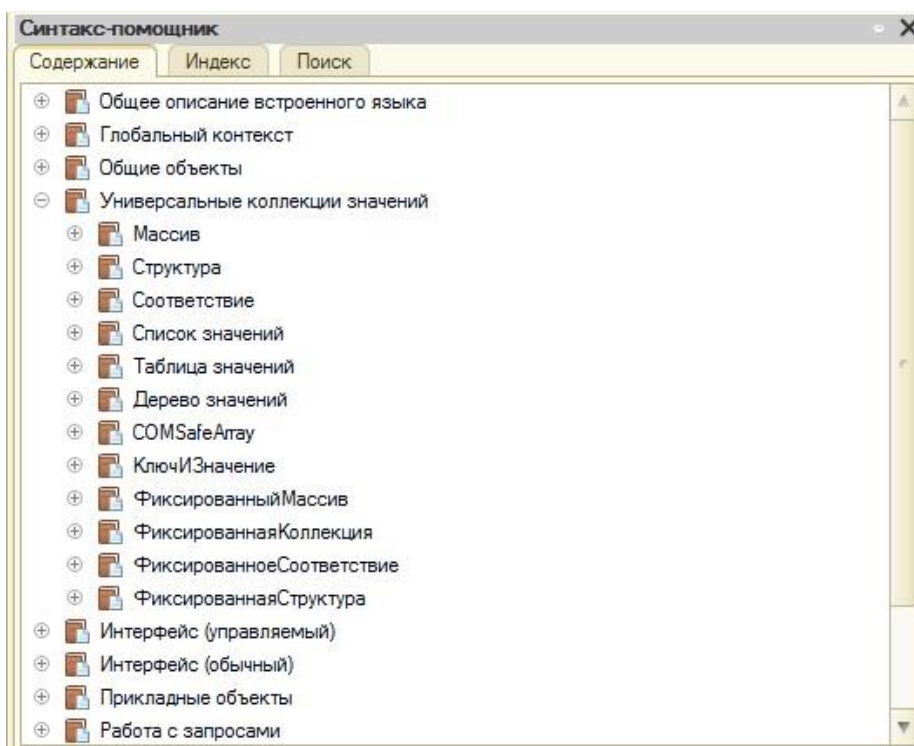 Синтакс-помощник
Содержание Индекс Поиск
Общее описание встроенного языка
Глобальный контекст
Общие объекты
Универсальные коллекции значений
Массив
Структура
Соответствие
Список значений
Таблица значений
Дерево значений
COMSafeArray
КлючИЗначение
ФиксированныйМассив
ФиксированнаяКоллекция
ФиксированноеСоответствие
ФиксированнаяСтруктура
Интерфейс (управляемый)
Интерфейс (обычный)
Прикладные объекты
Работа с запросами